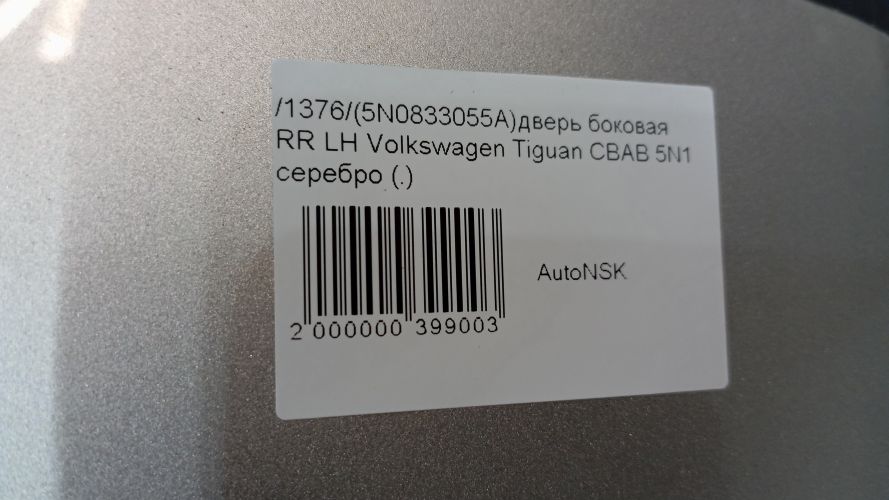 /1376/(5N0833055A)дверь боковая
RR LH Volkswagen Tiguan CBAB 5N1
серебро (.)
AutoNSK
2 000000 399003